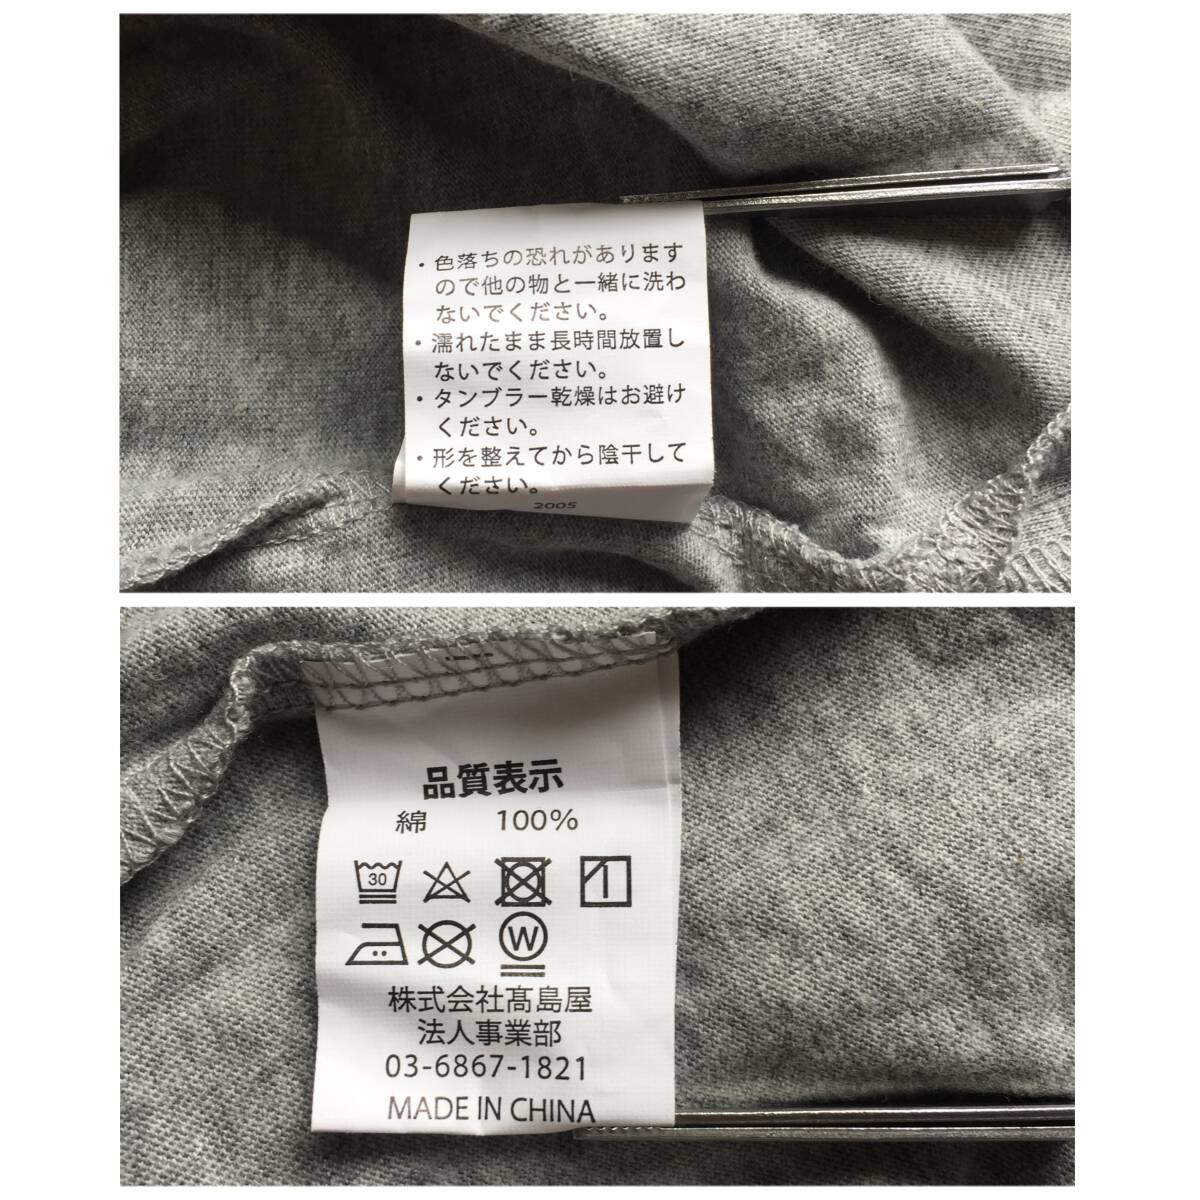 ・色落ちの恐れがあります
ので他の物と一緒に洗わ
ないでください。
・濡れたまま長時間放置し
ないでください。
・タンブラー乾燥はお避け
ください。
・形を整えてから陰干して
ください。
2005
品質表示
綿 100%
30
W
株式会社髙島屋
法人事業部
03-6867-1821
MADE IN CHINA